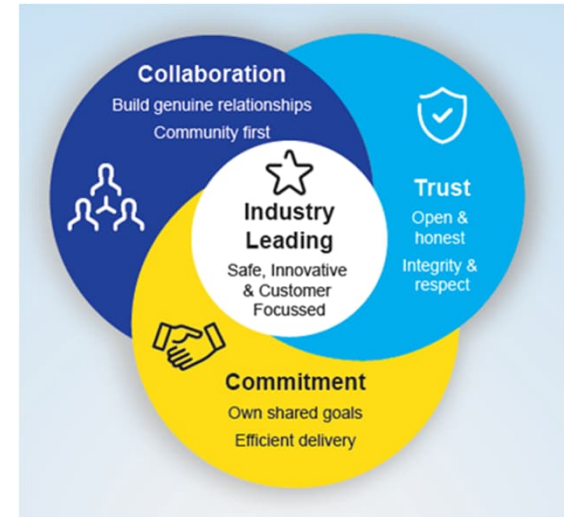 Collaboration
Build genuine relationships
Community first
Trust
Open &
honest
Integrity &
respect
Industry
Leading
Safe, Innovative
& Customer
Focussed
Commitment
Own shared goals
Efficient delivery